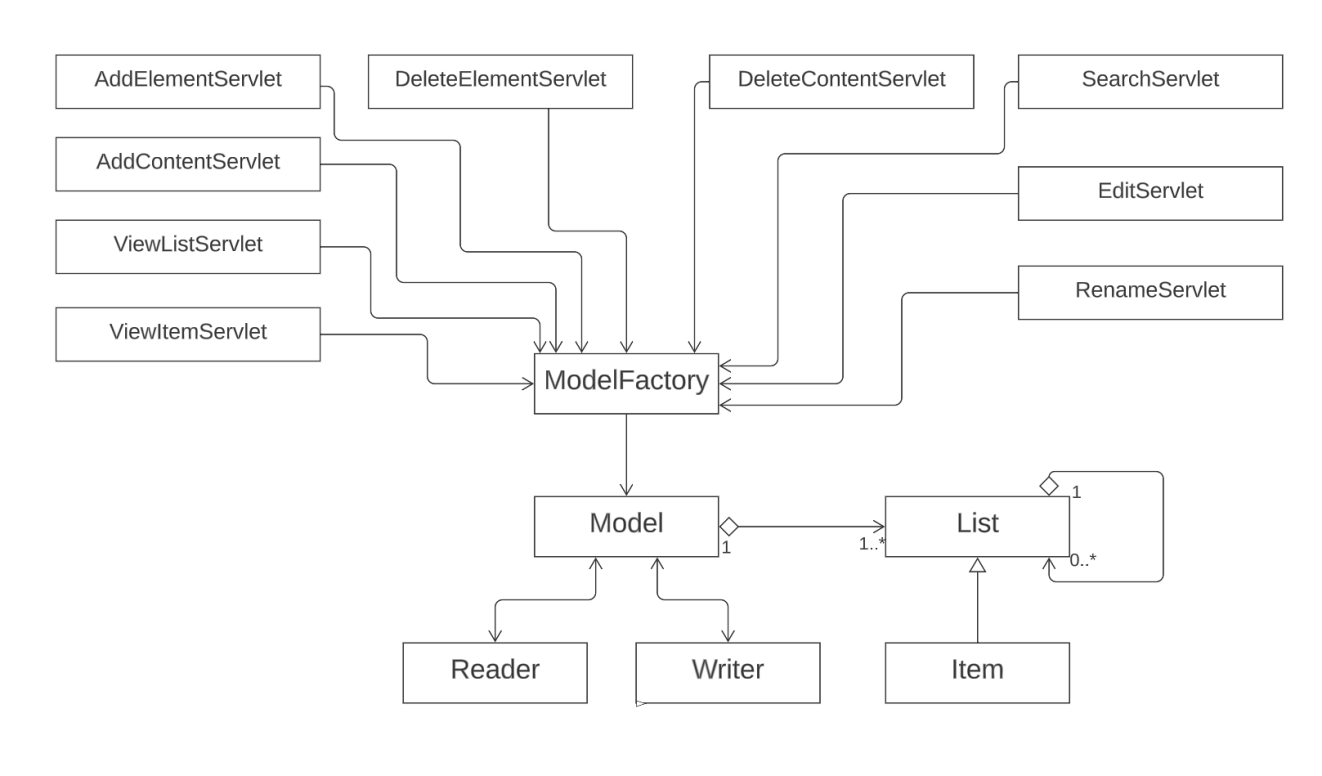 AddElementServlet
DeleteElementServlet
DeleteContentServlet
SearchServlet
AddContentServlet
EditServlet
ViewListServlet
RenameServlet
ViewItemServlet
ModelFactory
Model
1
1..*
List
1
0..*
Reader
Writer
Item